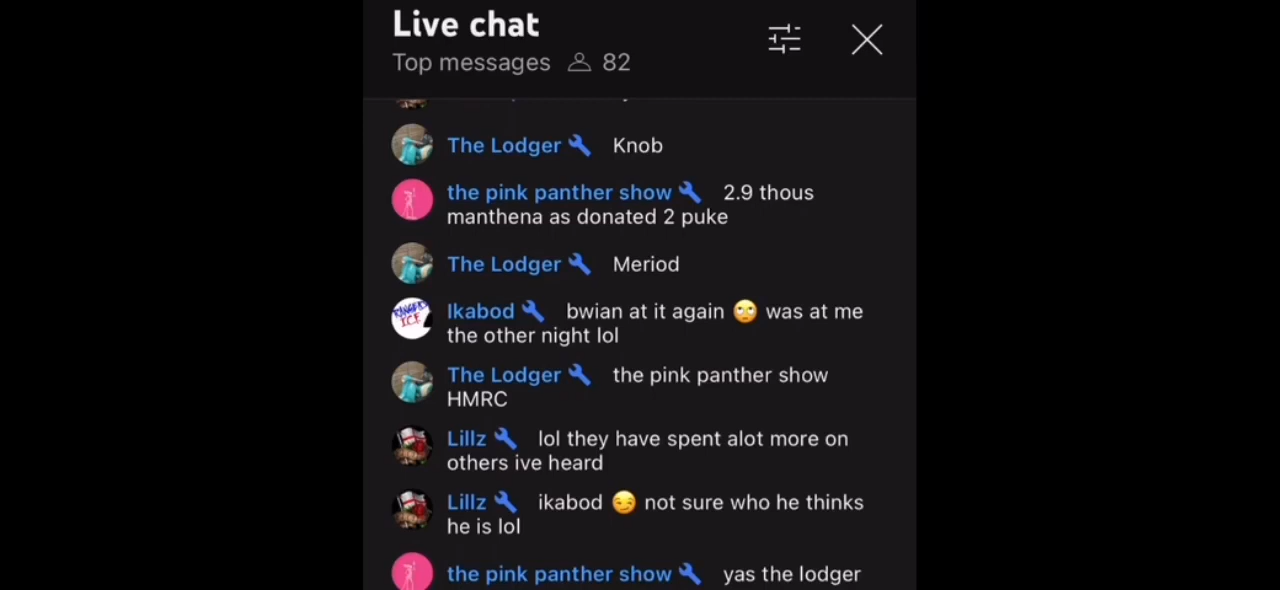 Live chat
Top messages 82
The Lodger Knob
the pink panther show 2.9 thous
manthena as donated 2 puke
The Lodger Meriod
Ikabod bwian at it again 🙄 was at me
the other night lol
The Lodger the pink panther show
HMRC
Lillz lol they have spent alot more on
others ive heard
Lillz ikabod 😏 not sure who he thinks
he is lol
the pink panther show yas the lodger